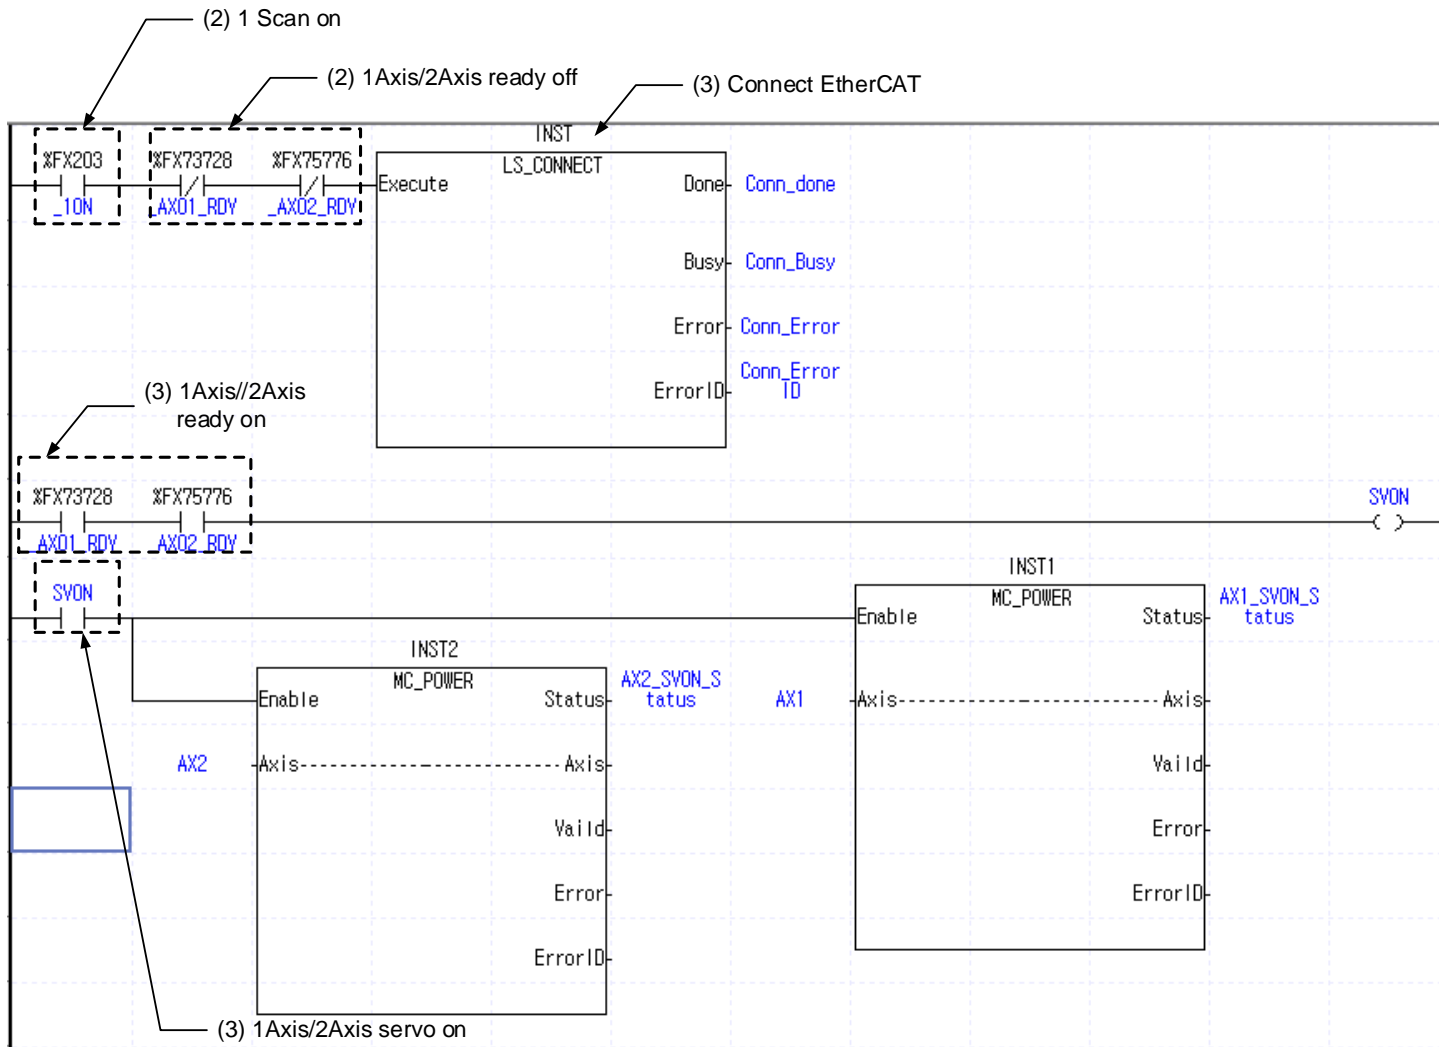 (2) 1 Scan on
(2) 1Axis/2Axis ready off
(3) Connect EtherCAT
INST
%FX203
%FX73728
%FX75776
LS_CONNECT
Execute
Done
Conn_done
_1ON
_AX01_RDY
_AX02_RDY
Busy
Conn_Busy
Error
Conn_Error
ErrorID
Conn_Error
ID
(3) 1Axis//2Axis
ready on
%FX73728
%FX75776
SVON
_AX01_RDY
_AX02_RDY
SVON
INST1
MC_POWER
Enable
Status
AX1_SVON_S
tatus
INST2
MC_POWER
Enable
Status
AX2_SVON_S
tatus
AX1
Axis
Axis
AX2
Axis
Axis
Vaild
Vaild
Error
Error
ErrorID
ErrorID
(3) 1Axis/2Axis servo on